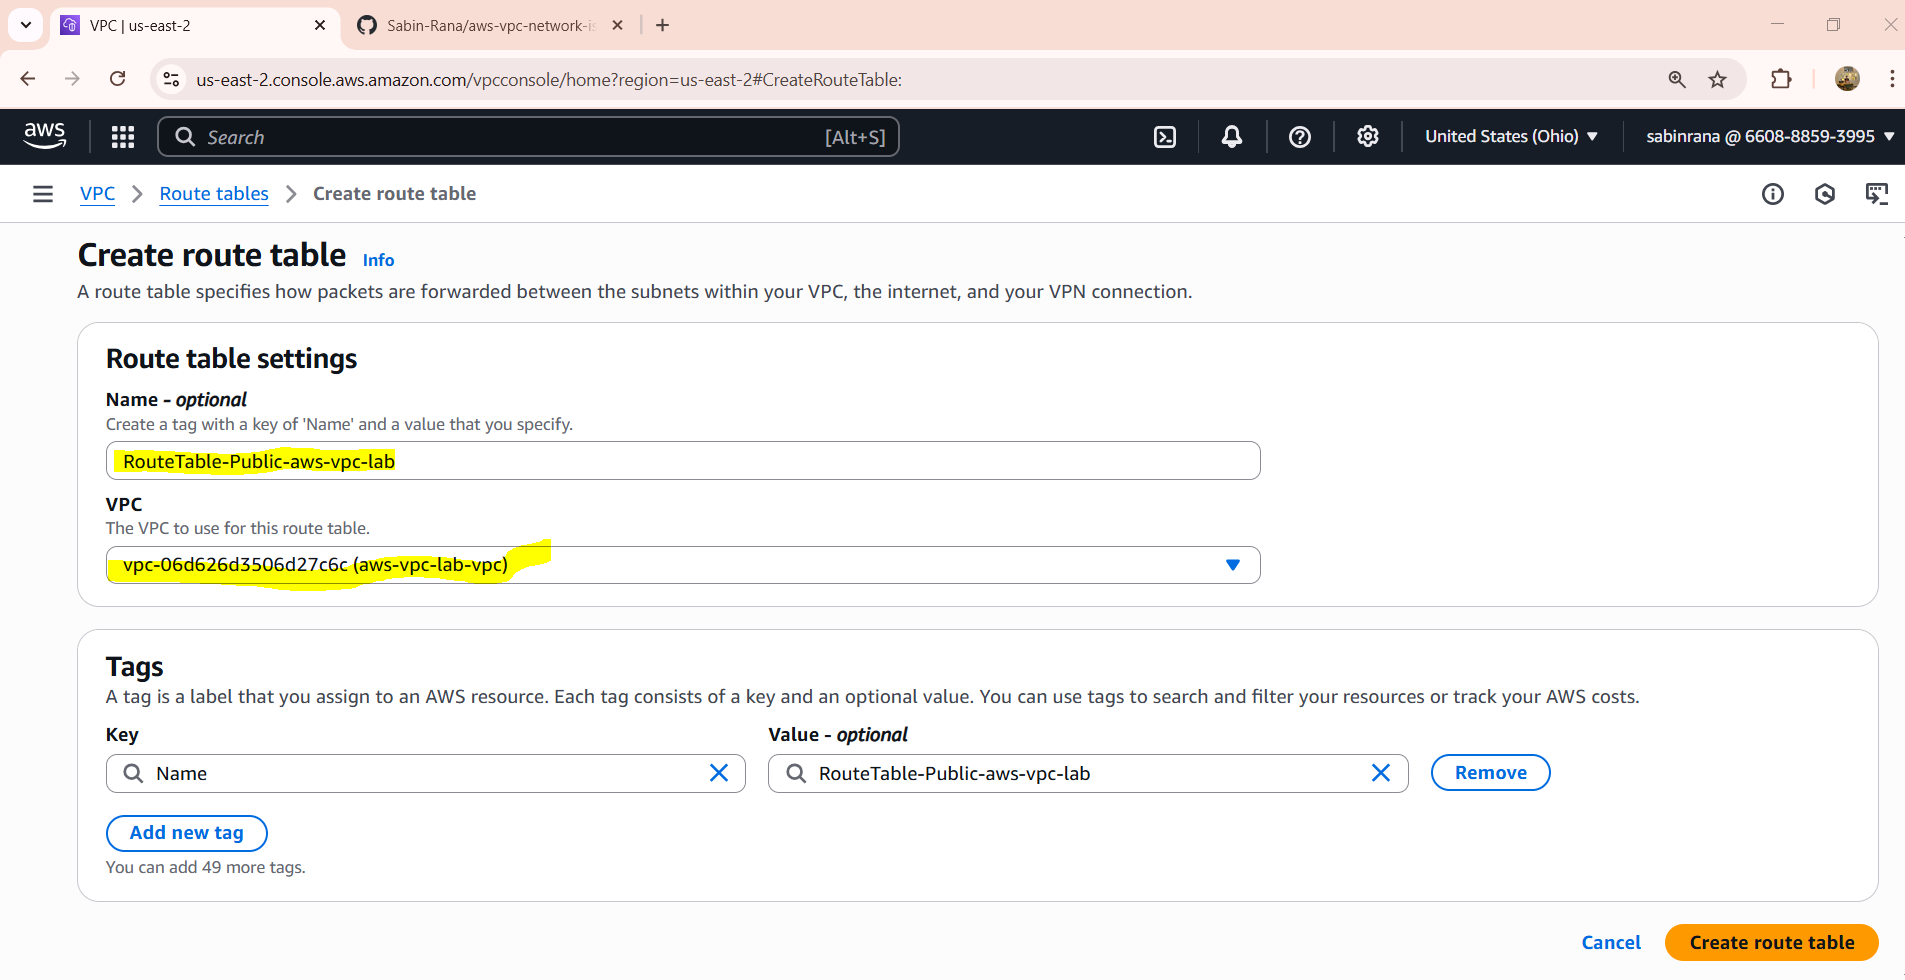 VPC | us-east-2
Sabin-Rana/aws-vpc-network-is
us-east-2.console.aws.amazon.com/vpcconsole/home?region=us-east-2#CreateRouteTable:
aws
Search
[Alt+S]
United States (Ohio)
sabinrana @ 6608-8859-3995
VPC
Route tables
Create route table
Create route table Info
A route table specifies how packets are forwarded between the subnets within your VPC, the internet, and your VPN connection.
Route table settings
Name - optional
Create a tag with a key of 'Name' and a value that you specify.
RouteTable-Public-aws-vpc-lab
VPC
The VPC to use for this route table.
vpc-06d626d3506d27c6c (aws-vpc-lab-vpc)
Tags
A tag is a label that you assign to an AWS resource. Each tag consists of a key and an optional value. You can use tags to search and filter your resources or track your AWS costs.
Key
Value - optional
Name
RouteTable-Public-aws-vpc-lab
Remove
Add new tag
You can add 49 more tags.
Cancel
Create route table